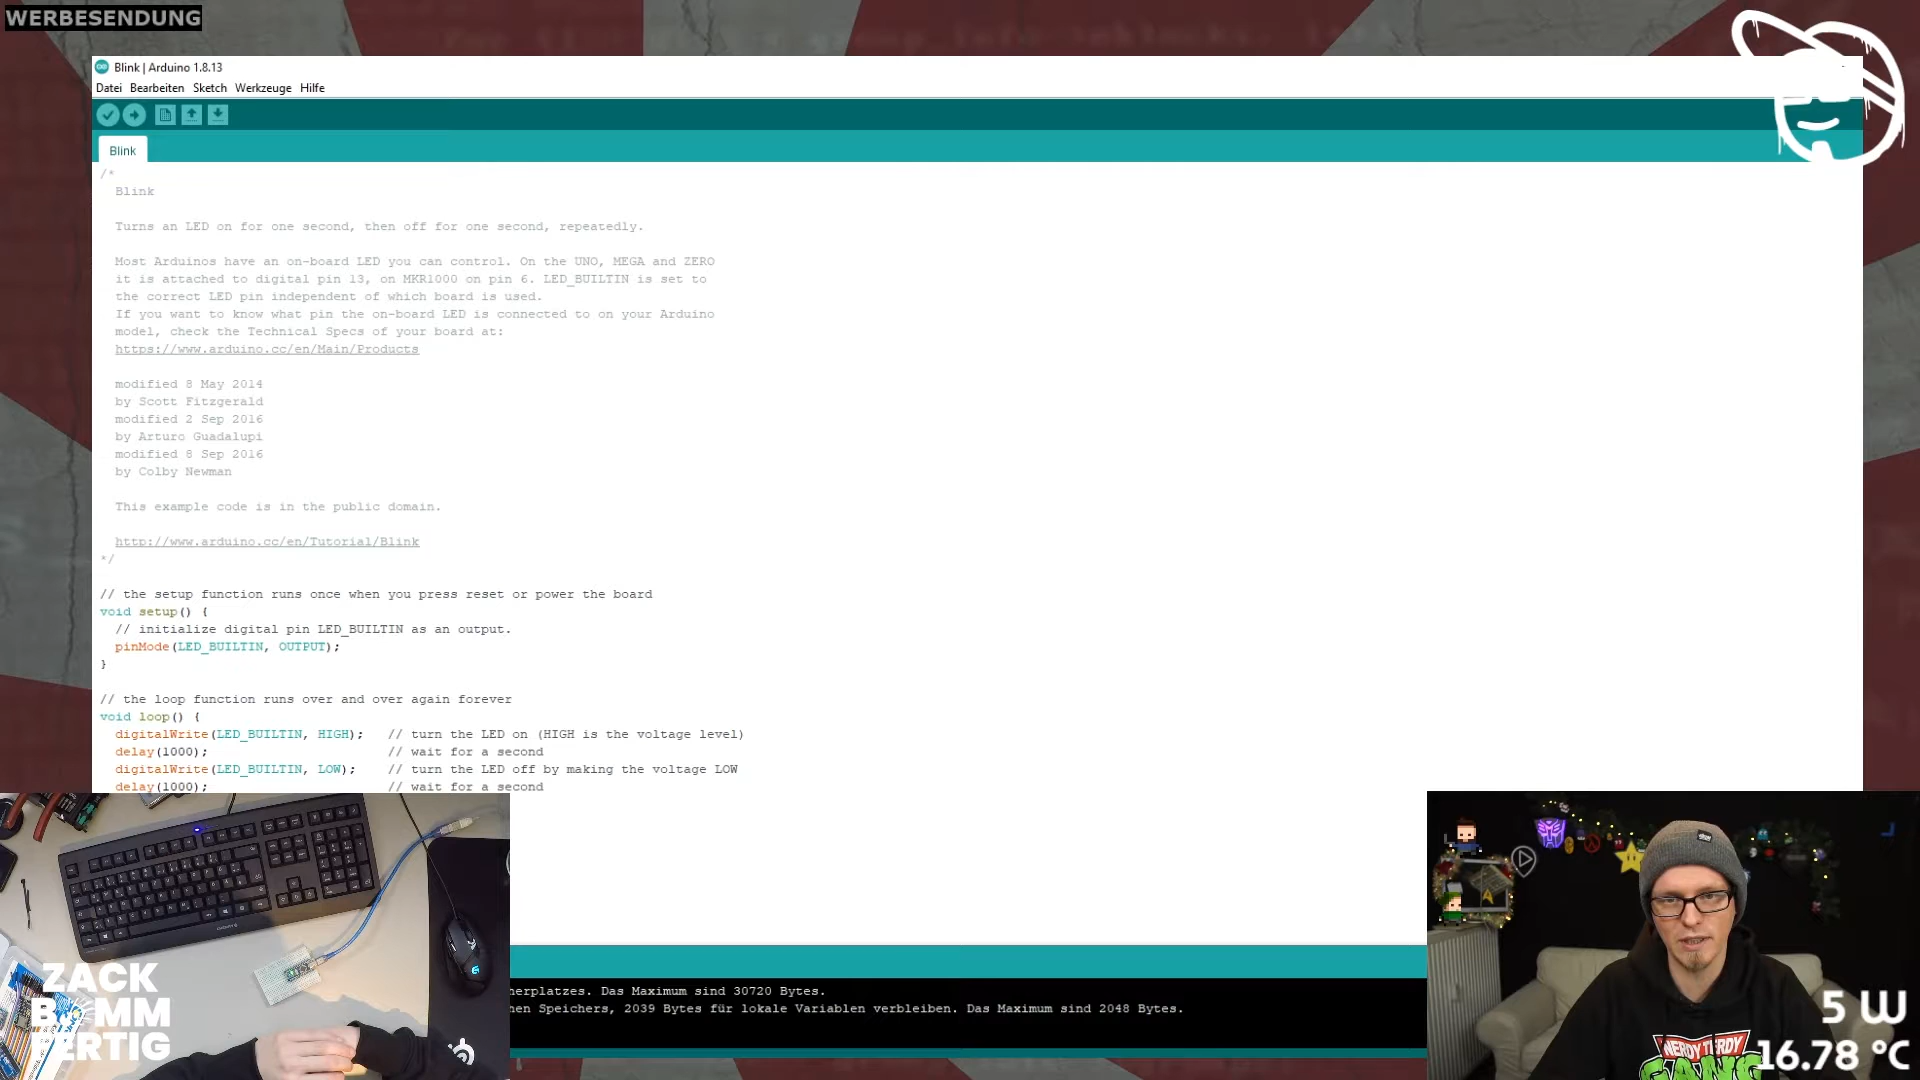 WERBESENDUNG
Blink | Arduino 1.8.13
Datei Bearbeiten Sketch Werkzeuge Hilfe
Blink
/*
Blink
Turns an LED on for one second, then off for one second, repeatedly.
Most Arduinos have an on-board LED you can control. On the UNO, MEGA and ZERO
it is attached to digital pin 13, on MKR1000 on pin 6. LED_BUILTIN is set to
the correct LED pin independent of which board is used.
If you want to know what pin the on-board LED is connected to on your Arduino
model, check the Technical Specs of your board at:
https://www.arduino.cc/en/Main/Products
modified 8 May 2014
by Scott Fitzgerald
modified 2 Sep 2016
by Arturo Guadalupi
modified 8 Sep 2016
by Colby Newman
This example code is in the public domain.
http://www.arduino.cc/en/Tutorial/Blink
*/
// the setup function runs once when you press reset or power the board
void setup() {
// initialize digital pin LED_BUILTIN as an output.
pinMode(LED_BUILTIN, OUTPUT);
}
// the loop function runs over and over again forever
void loop() {
digitalWrite(LED_BUILTIN, HIGH); // turn the LED on (HIGH is the voltage level)
delay(1000); // wait for a second
digitalWrite(LED_BUILTIN, LOW); // turn the LED off by making the voltage LOW
delay(1000); // wait for a second
herplatzes. Das Maximum sind 30720 Bytes.
hen Speichers, 2039 Bytes für lokale Variablen verbleiben. Das Maximum sind 2048 Bytes.
ZACK
BOMM
FERTIG
NERDY TERDY
GANG
5 W
16.78 °C